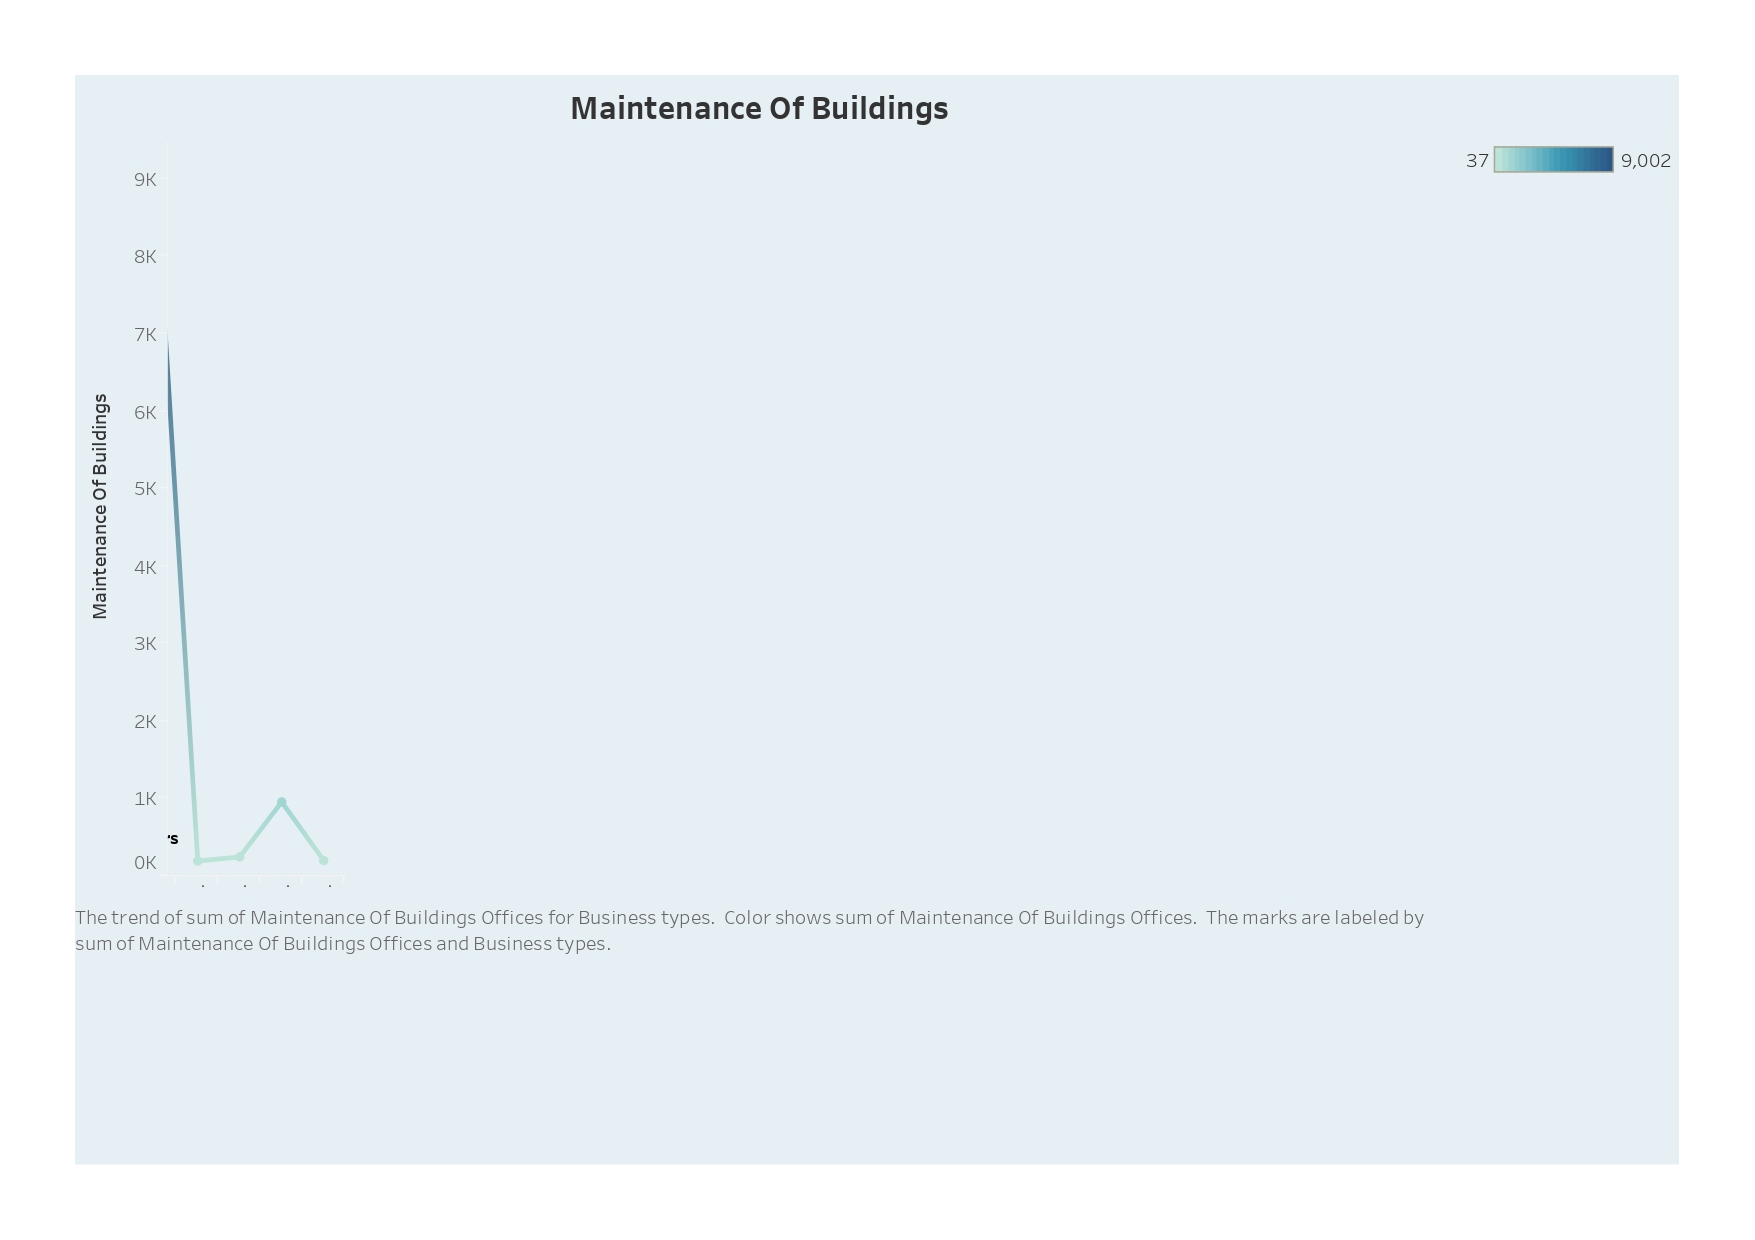 Maintenance Of Buildings
37
9,002
9K
8K
7K
6K
5K
4K
3K
2K
1K
0K
Maintenance Of Buildings
The trend of sum of Maintenance Of Buildings Offices for Business types. Color shows sum of Maintenance Of Buildings Offices. The marks are labeled by
sum of Maintenance Of Buildings Offices and Business types.